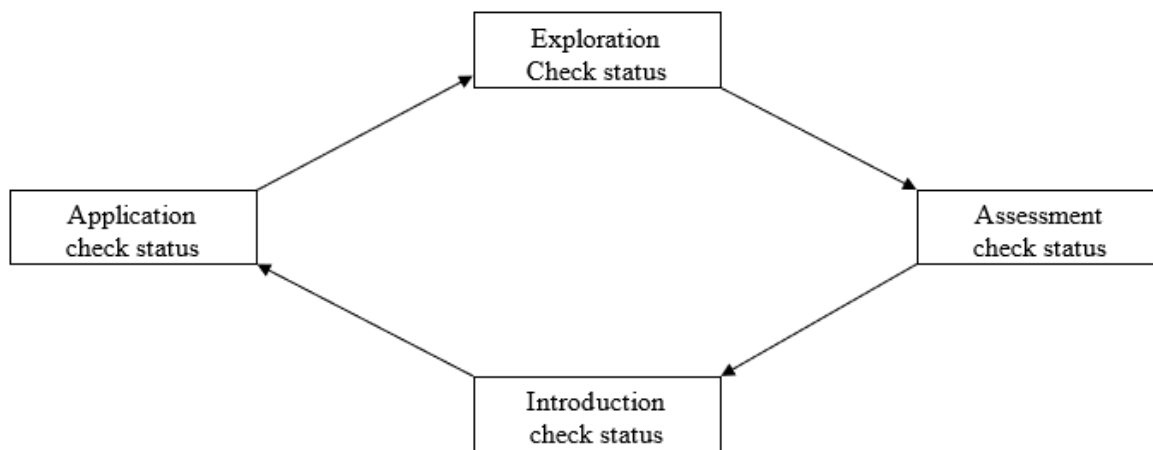 Exploration
Check status
Application
check status
Assessment
check status
Introduction
check status